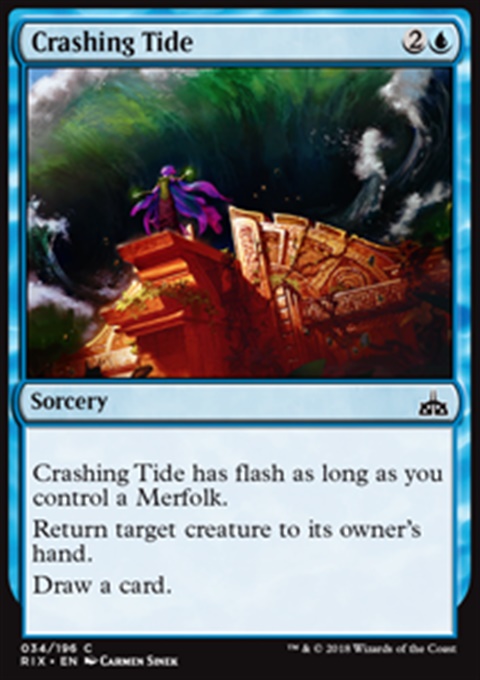 Crashing Tide 2
Sorcery
Crashing Tide has flash as long as you
control a Merfolk.
Return target creature to its owner's
hand.
Draw a card.
034/196 C
RIX • EN Carmen Sinek
™ & © 2018 Wizards of the Coast